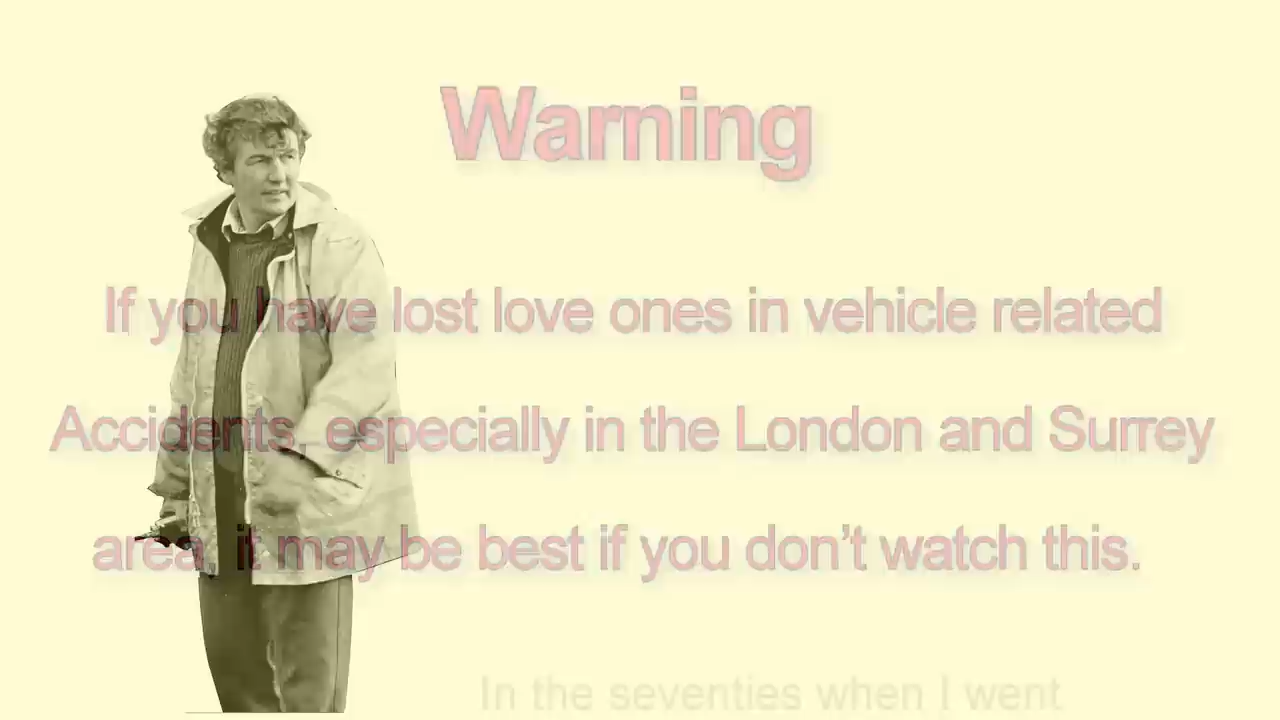 Warning
If you have lost love ones in vehicle related
Accidents, especially in the London and Surrey
area, it may be best if you don't watch this.
In the seventies when I went